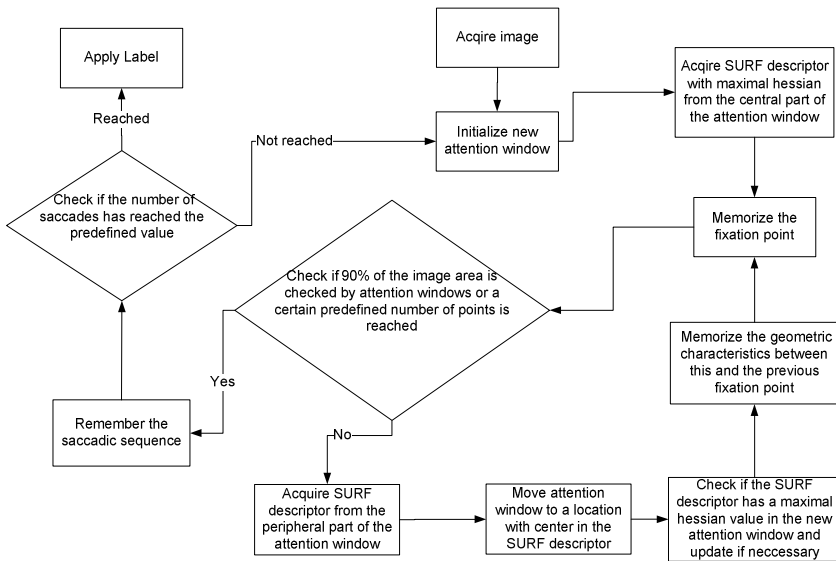 Acqire image
Apply Label
Acqire SURF descriptor
with maximal hessian
from the central part of
the attention window
Reached
Not reached
Initialize new
attention window
Check if the number of
saccades has reached the
predefined value
Memorize the
fixation point
Check if 90% of the image area is
checked by attention windows or a
certain predefined number of points is
reached
Memorize the geometric
characteristics between
this and the previous
fixation point
Yes
Remember the
saccadic sequence
No
Acquire SURF
descriptor from the
peripheral part of the
attention window
Move attention
window to a location
with center in the
SURF descriptor
Check if the SURF
descriptor has a maximal
hessian value in the new
attention window and
update if neccessary